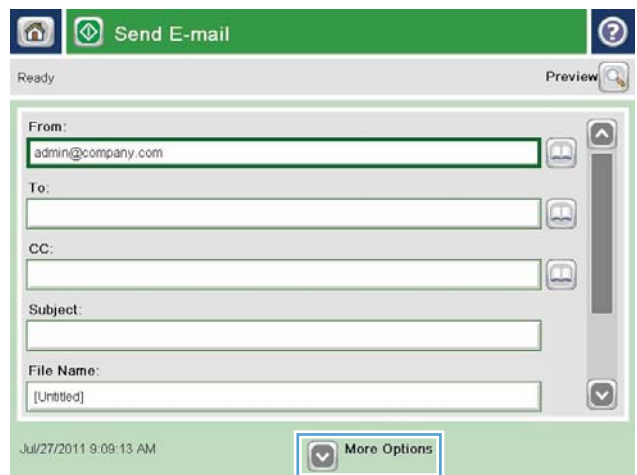 Send E-mail
?
Ready
Preview
From:
admin@company.com
To:
CC:
Subject:
File Name:
[Untitled]
Jul/27/2011 9:09:13 AM
More Options